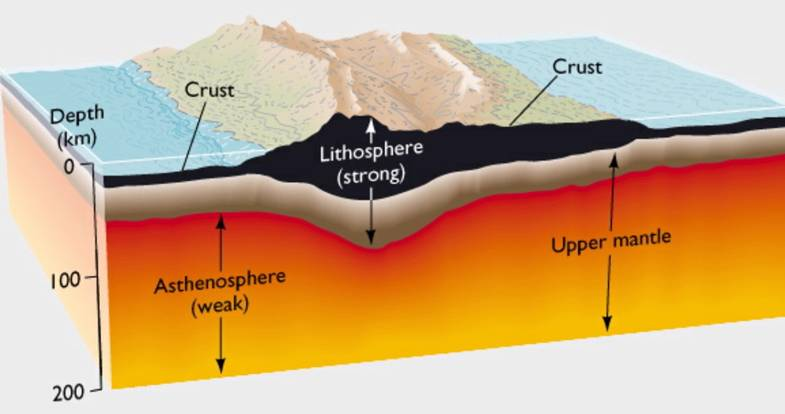 Crust
Crust
Depth
(km)
Lithosphere
(strong)
0
Upper mantle
100
Asthenosphere
(weak)
200